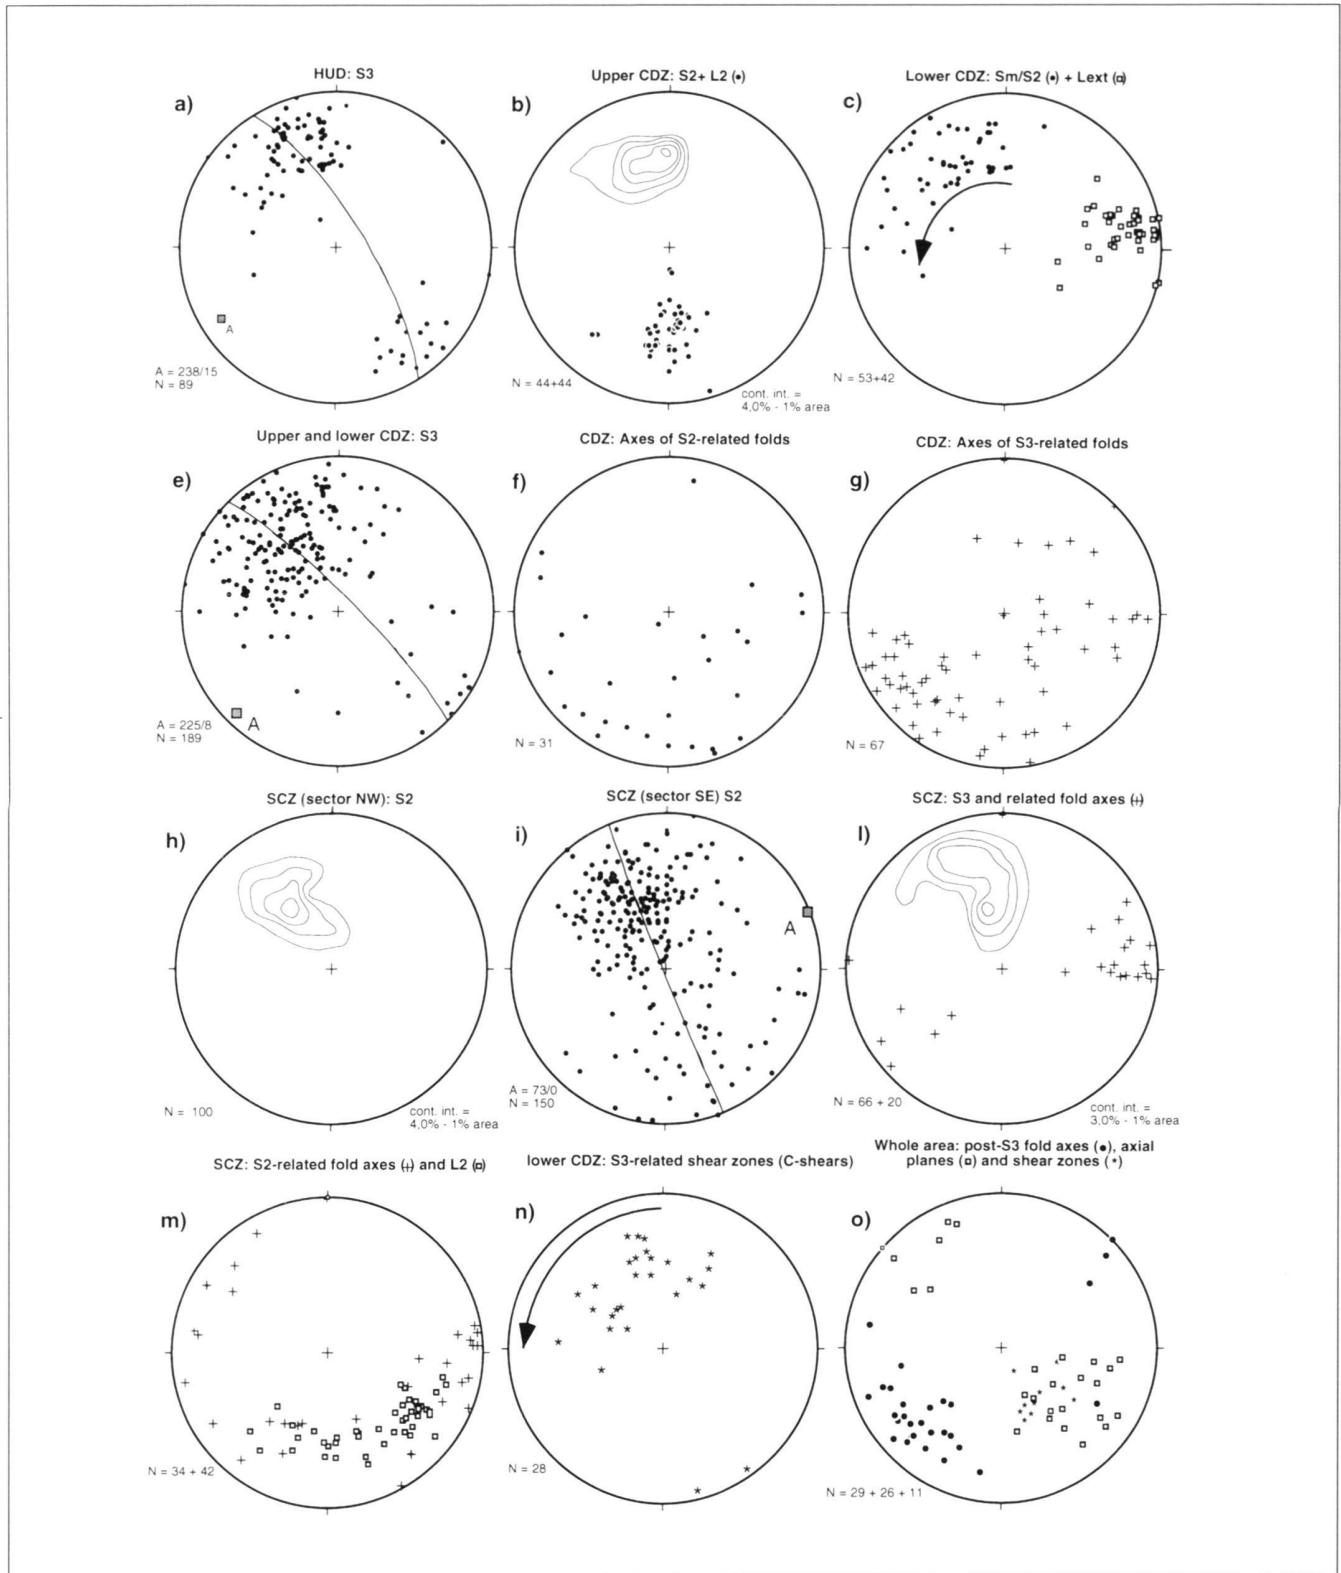 HUD: S3
a)
A
A = 238/15
N = 89
Upper CDZ: S2+ L2 (•)
b)
N = 44+44
cont. int. =
4,0% - 1% area
Lower CDZ: Sm/S2 (•) + Lext (□)
c)
N = 53+42
Upper and lower CDZ: S3
e)
A
A = 225/8
N = 189
CDZ: Axes of S2-related folds
f)
N = 31
CDZ: Axes of S3-related folds
g)
N = 67
SCZ (sector NW): S2
h)
N = 100
cont. int. =
4,0% - 1% area
SCZ (sector SE) S2
i)
A
A = 73/0
N = 150
SCZ: S3 and related fold axes (+)
l)
N = 66 + 20
cont. int. =
3,0% - 1% area
SCZ: S2-related fold axes (+) and L2 (□)
m)
N = 34 + 42
lower CDZ: S3-related shear zones (C-shears)
n)
N = 28
Whole area: post-S3 fold axes (•), axial
planes (□) and shear zones (*)
o)
N = 29 + 26 + 11